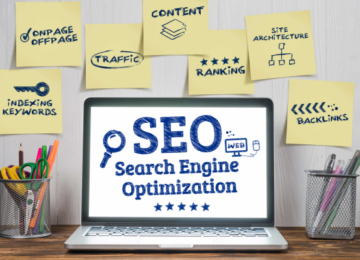 ONPAGE
OFFPAGE
TRAFFIC
CONTENT
RANKING
SITE
ARCHITECTURE
INDEXING
KEYWORDS
BACKLINKS
SEO
WEB
Search Engine
Optimization